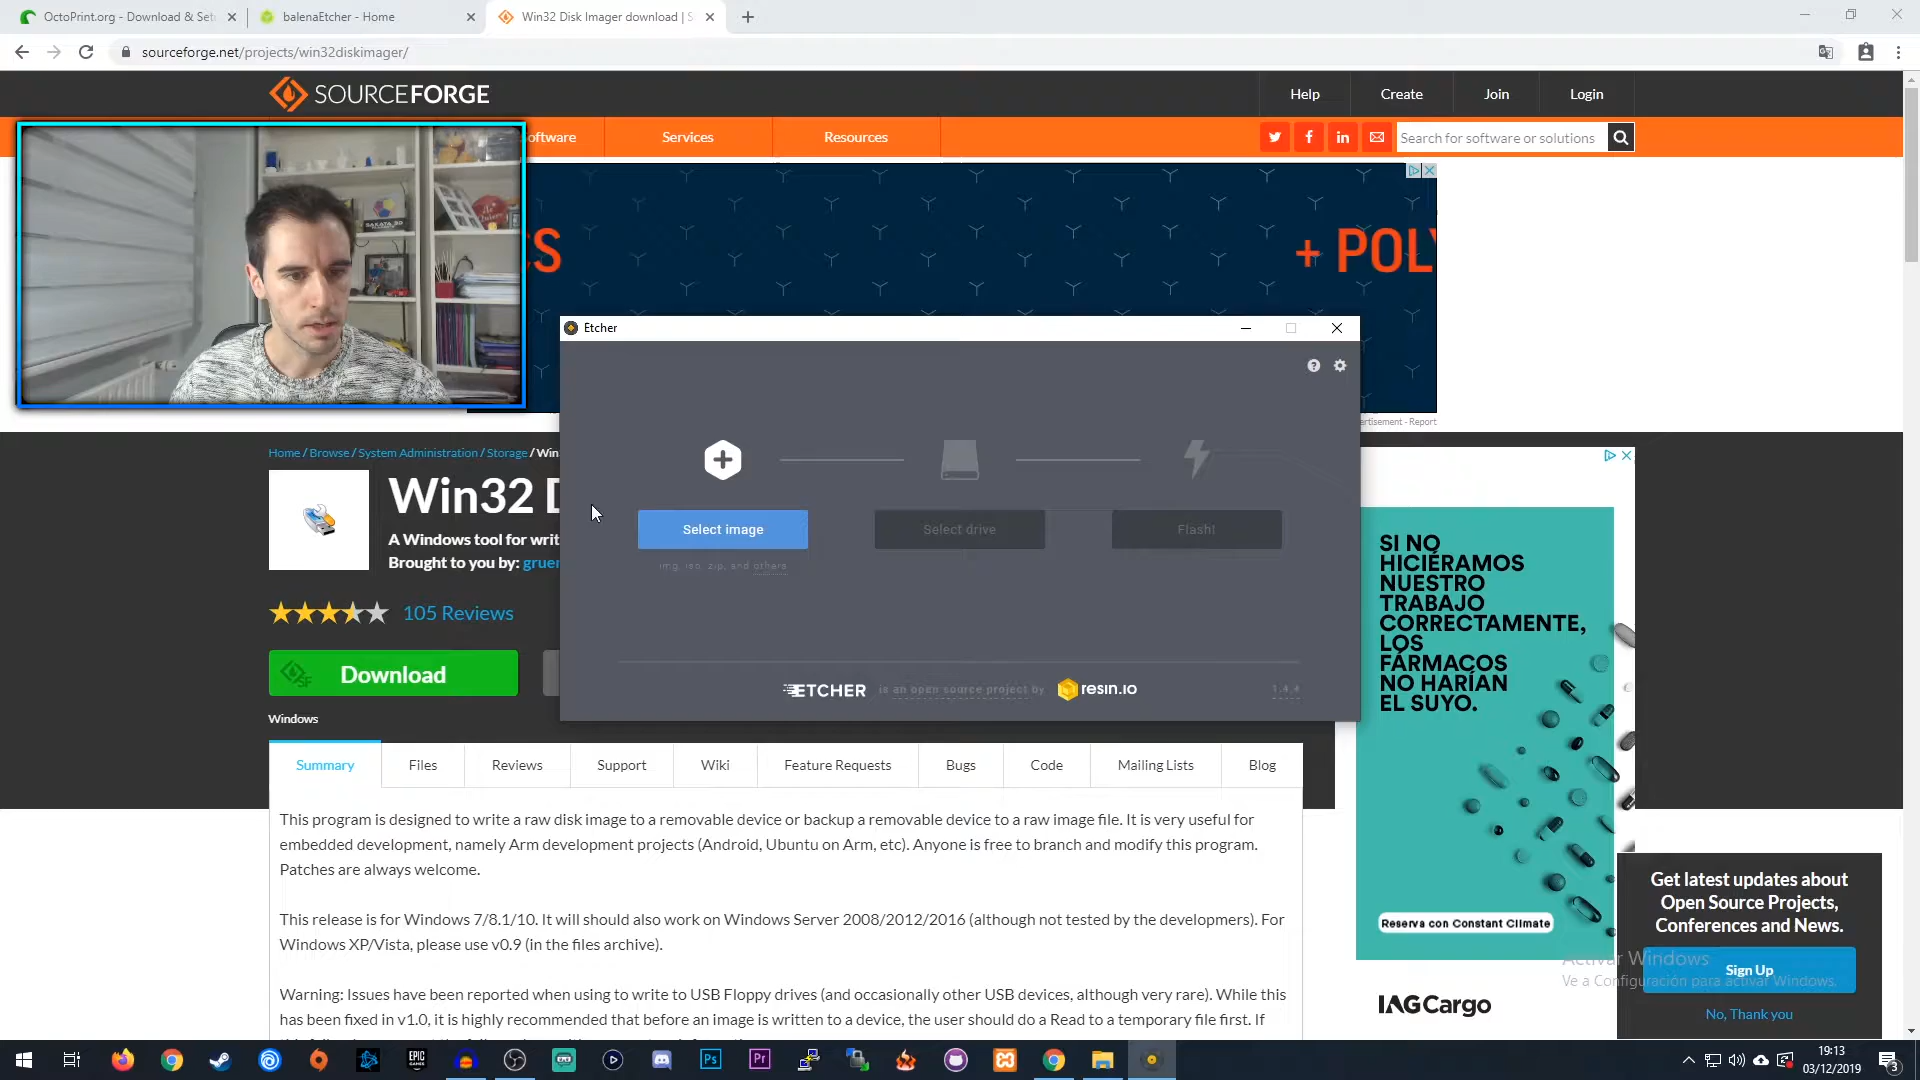 OctoPrint.org - Download & Set
balenaEtcher - Home
Win32 Disk Imager download | S
sourceforge.net/projects/win32diskimager/
SOURCEFORGE
Help
Create
Join
Login
oftware
Services
Resources
Search for software or solutions
SAKATA 3D
S
+ POL
Etcher
ertisement - Report
Home / Browse / System Administration / Storage / Win
Win32 D
A Windows tool for writ
Brought to you by: gruer
105 Reviews
Download
Windows
Select image
Select drive
Flash!
img, iso, zip, and others
ETCHER is an open source project by resin.io
1.4.4
SI NO
HICIÉRAMOS
NUESTRO
TRABAJO
CORRECTAMENTE,
LOS
FÁRMACOS
NO HARÍAN
EL SUYO.
Reserva con Constant Climate
IAGCargo
Summary
Files
Reviews
Support
Wiki
Feature Requests
Bugs
Code
Mailing Lists
Blog
This program is designed to write a raw disk image to a removable device or backup a removable device to a raw image file. It is very useful for
embedded development, namely Arm development projects (Android, Ubuntu on Arm, etc). Anyone is free to branch and modify this program.
Patches are always welcome.
This release is for Windows 7/8.1/10. It will should also work on Windows Server 2008/2012/2016 (although not tested by the developmers). For
Windows XP/Vista, please use v0.9 (in the files archive).
Warning: Issues have been reported when using to write to USB Floppy drives (and occasionally other USB devices, although very rare). While this
has been fixed in v1.0, it is highly recommended that before an image is written to a device, the user should do a Read to a temporary file first. If
Get latest updates about
Open Source Projects,
Conferences and News.
Sign Up
No, Thank you
Activar Windows
Ve a Configuración para activar Windows.
EPIC
GAMES
Ps
Pr
19:13
03/12/2019
3